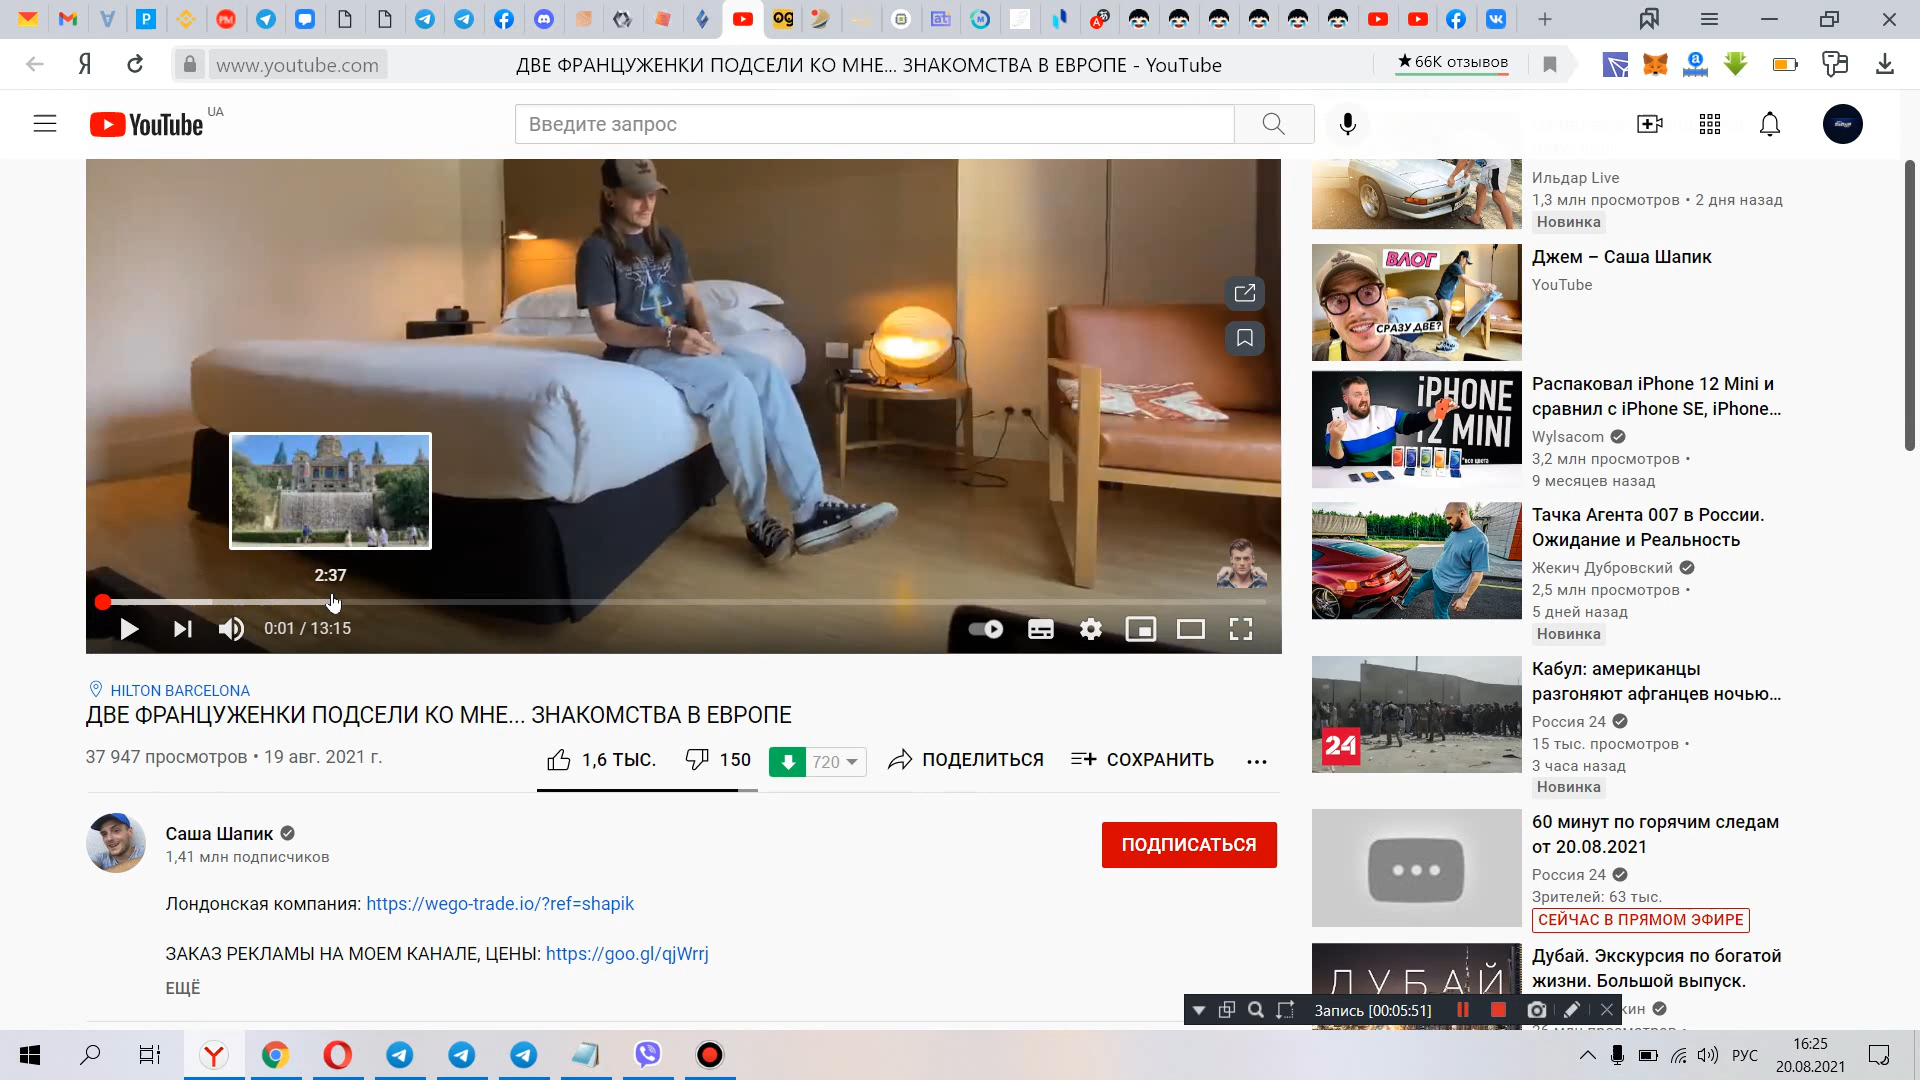 www.youtube.com
ДВЕ ФРАНЦУЖЕНКИ ПОДСЕЛИ КО МНЕ... ЗНАКОМСТВА В ЕВРОПЕ - YouTube
★ 66K отзывов
YouTube UA
Введите запрос
2:37
0:01 / 13:15
HILTON BARCELONA
ДВЕ ФРАНЦУЖЕНКИ ПОДСЕЛИ КО МНЕ... ЗНАКОМСТВА В ЕВРОПЕ
37 947 просмотров • 19 авг. 2021 г.
1,6 ТЫС.
150
720
ПОДЕЛИТЬСЯ
СОХРАНИТЬ
Саша Шапик
1,41 млн подписчиков
ПОДПИСАТЬСЯ
Лондонская компания: https://wego-trade.io/?ref=shapik
ЗАКАЗ РЕКЛАМЫ НА МОЕМ КАНАЛЕ, ЦЕНЫ: https://goo.gl/qjWrrj
ЕЩЁ
Ильдар Live
1,3 млн просмотров • 2 дня назад
Новинка
ВЛОГ
СРАЗУ ДВЕ?
Джем – Саша Шапик
YouTube
iPHONE
12 MINI
Распаковал iPhone 12 Mini и
сравнил с iPhone SE, iPhone...
Wylsacom
3,2 млн просмотров •
9 месяцев назад
Тачка Агента 007 в России.
Ожидание и Реальность
Жекич Дубровский
2,5 млн просмотров •
5 дней назад
Новинка
24
Кабул: американцы
разгоняют афганцев ночью...
Россия 24
15 тыс. просмотров •
3 часа назад
Новинка
60 минут по горячим следам
от 20.08.2021
Россия 24
Зрителей: 63 тыс.
СЕЙЧАС В ПРЯМОМ ЭФИРЕ
ДУБАЙ
Дубай. Экскурсия по богатой
жизни. Большой выпуск.
Запись [00:05:51]
РУС
16:25
20.08.2021